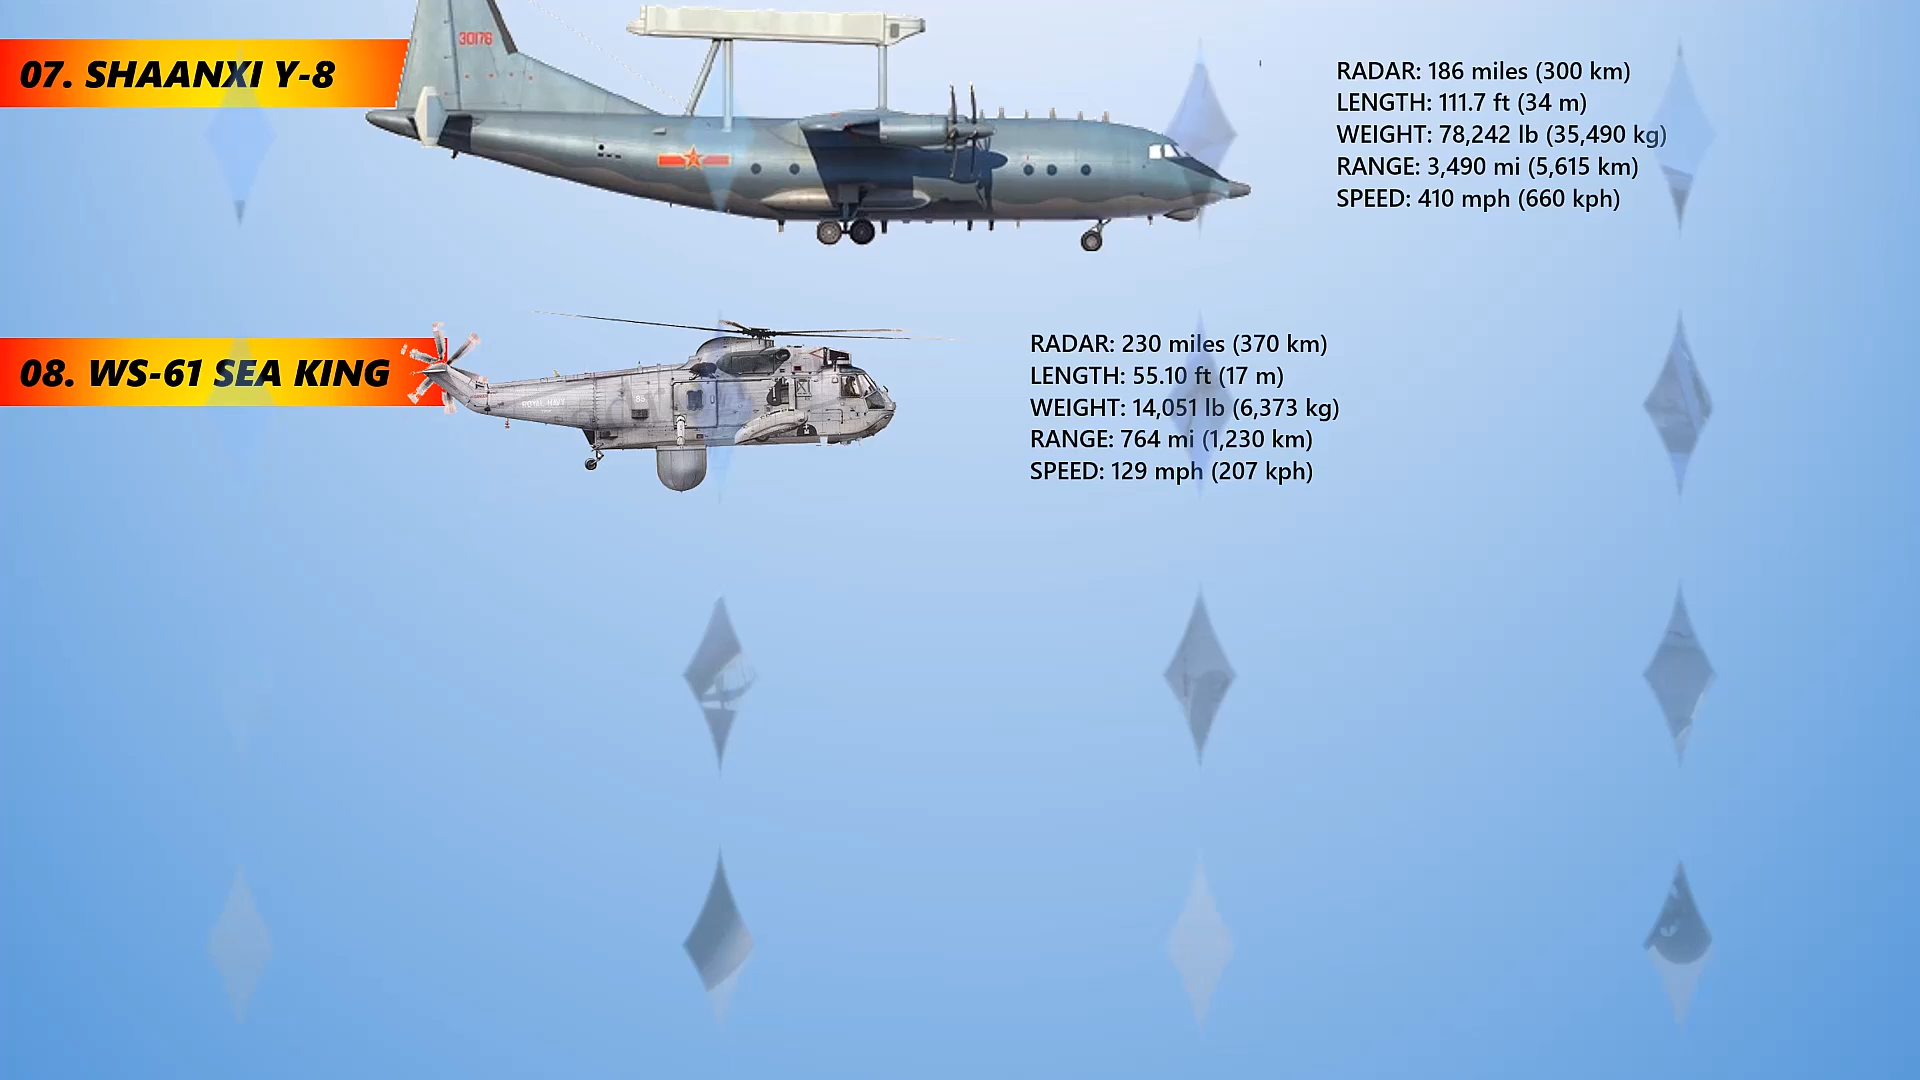 30176
07. SHAANXI Y-8
RADAR: 186 miles (300 km)
LENGTH: 111.7 ft (34 m)
WEIGHT: 78,242 lb (35,490 kg)
RANGE: 3,490 mi (5,615 km)
SPEED: 410 mph (660 kph)
08. WS-61 SEA KING
ROYAL NAVY
RADAR: 230 miles (370 km)
LENGTH: 55.10 ft (17 m)
WEIGHT: 14,051 lb (6,373 kg)
RANGE: 764 mi (1,230 km)
SPEED: 129 mph (207 kph)